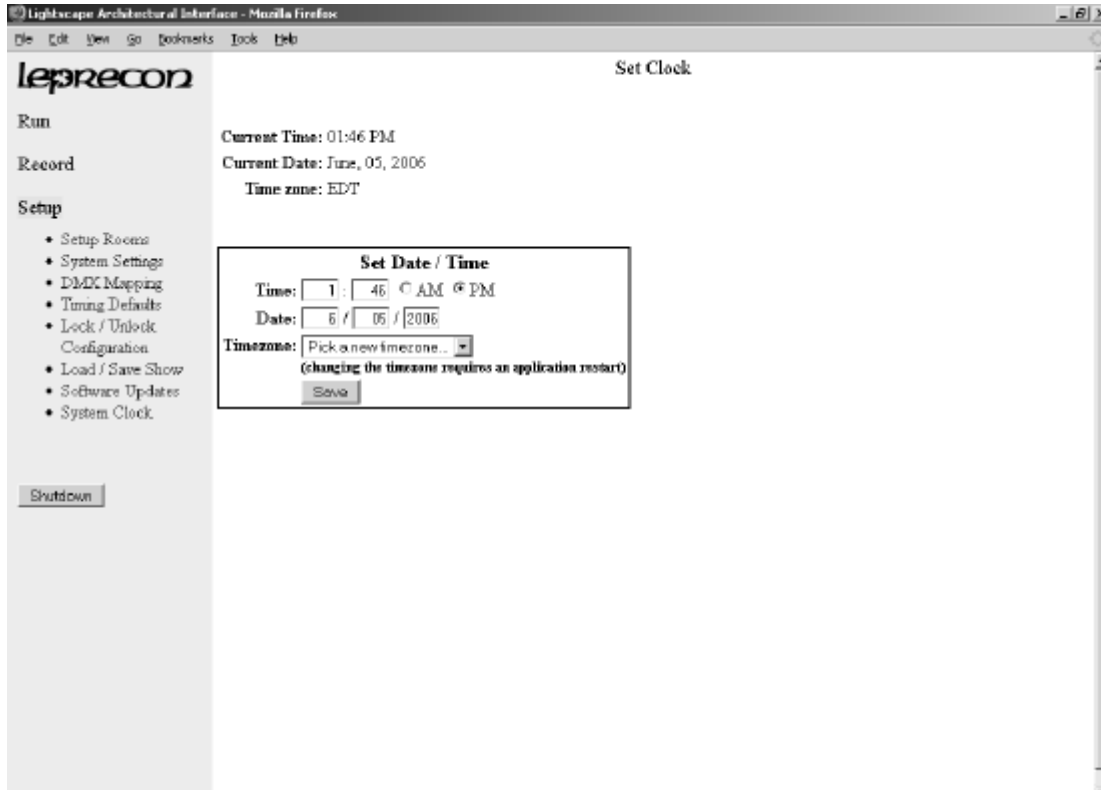 Lightscape Architectural Interface - Mozilla Firefox
File Edit View Go Bookmarks Tools Help
leprecon
Set Clock
Run
Record
Setup
• Setup Rooms
• System Settings
• DMX Mapping
• Timing Defaults
• Lock / Unlock
Configuration
• Load / Save Show
• Software Updates
• System Clock
Shutdown
Current Time: 01:46 PM
Current Date: June, 05, 2006
Time zone: EDT
Set Date / Time
Time: 1 : 46 AM PM
Date: 6 / 05 / 2006
Timezone: Pick a new timezone...
(changing the timezone requires an application restart)
Save